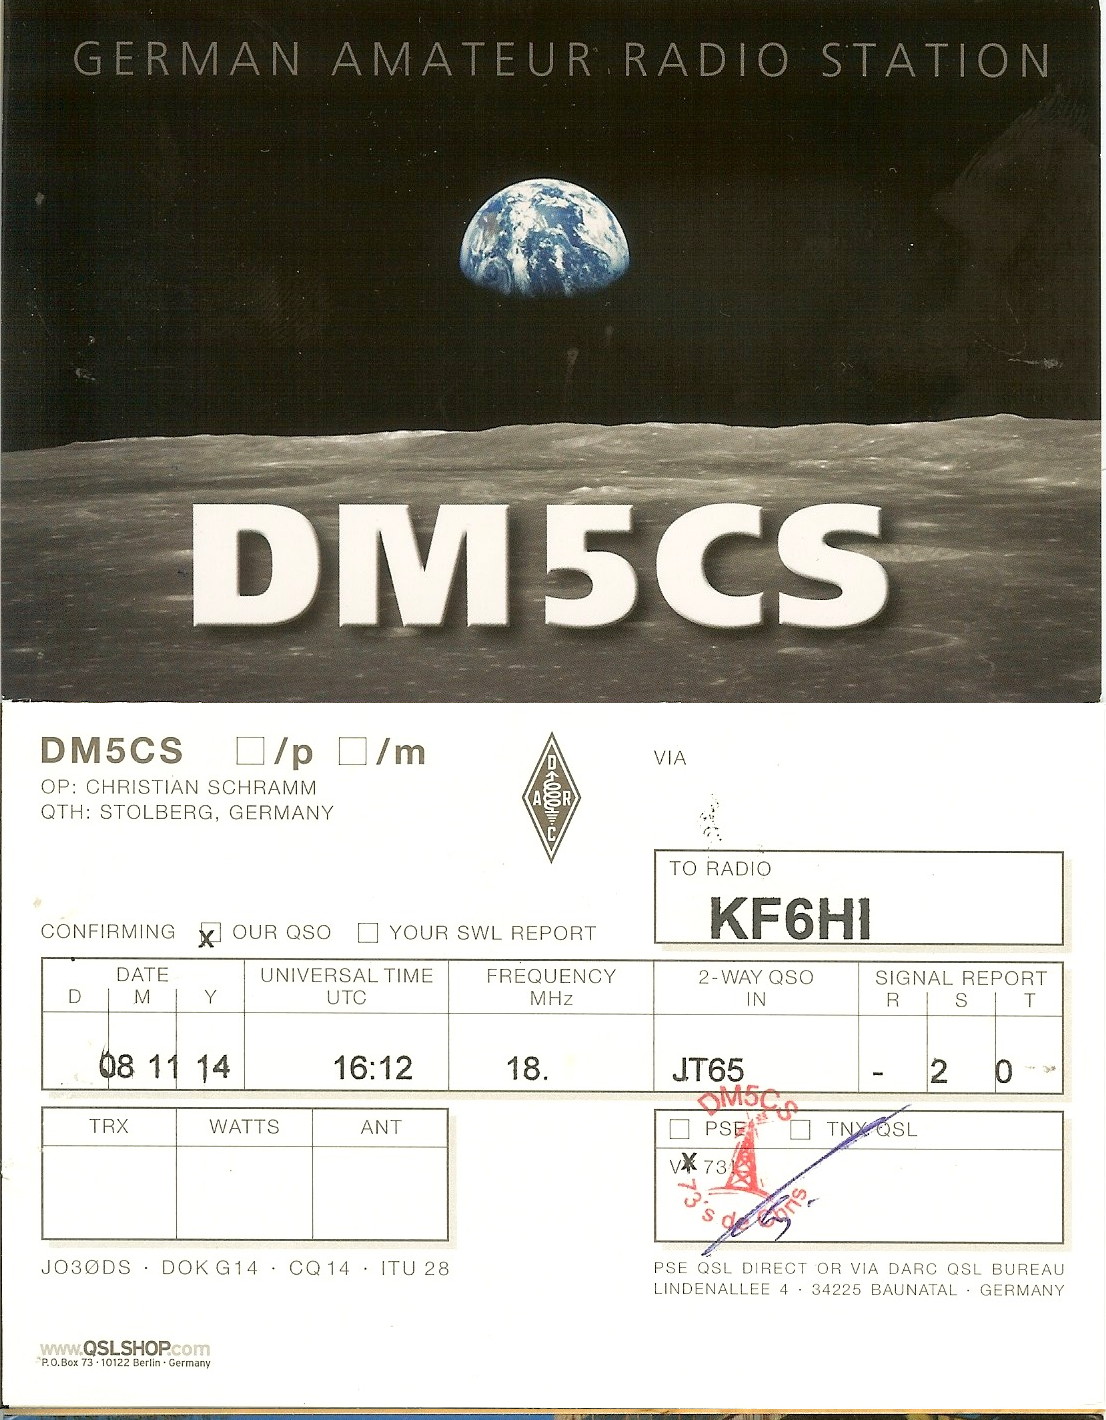 GERMAN AMATEUR RADIO STATION
DM5CS
DM5CS /p /m
OP: CHRISTIAN SCHRAMM
QTH: STOLBERG, GERMANY
D
A R
C
VIA
TO RADIO
KF6HI
CONFIRMING X OUR QSO YOUR SWL REPORT
DATE UNIVERSAL TIME FREQUENCY 2-WAY QSO SIGNAL REPORT
D M Y UTC MHz IN R S T
08 11 14 16:12 18. JT65 - 2 0
TRX WATTS ANT
PSE TNX QSL
X 73
DM5CS
73's de Chris
JO3ØDS · DOK G14 · CQ 14 · ITU 28
PSE QSL DIRECT OR VIA DARC QSL BUREAU
LINDENALLEE 4 · 34225 BAUNATAL · GERMANY
www.QSLSHOP.com
P.O.Box 73 · 10122 Berlin · Germany